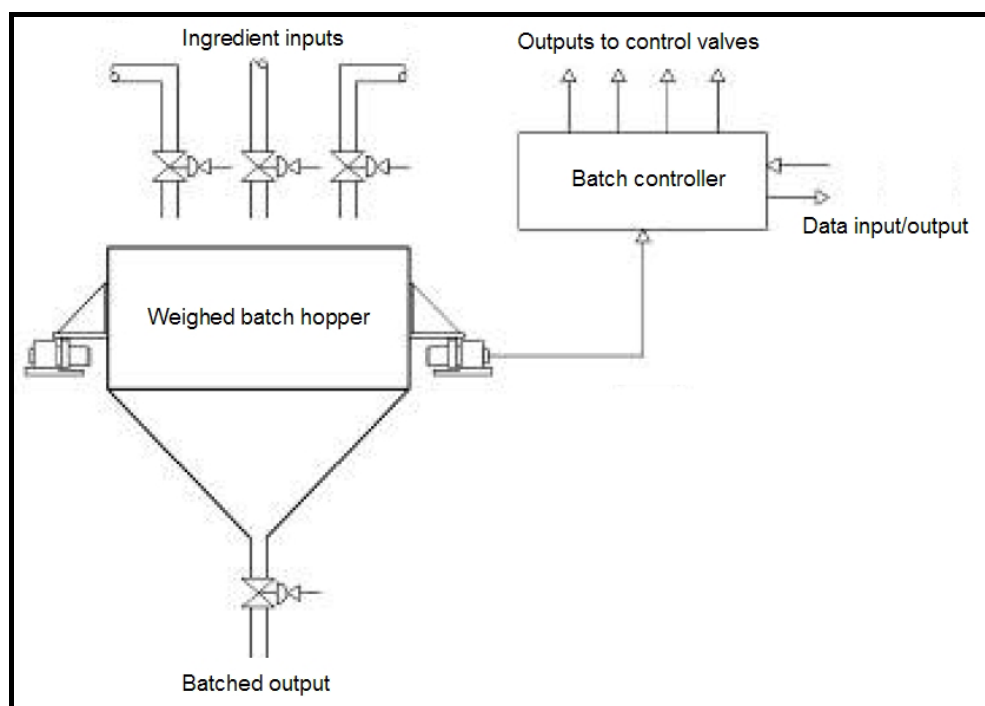 Ingredient inputs
Outputs to control valves
Batch controller
Data input/output
Weighed batch hopper
Batched output